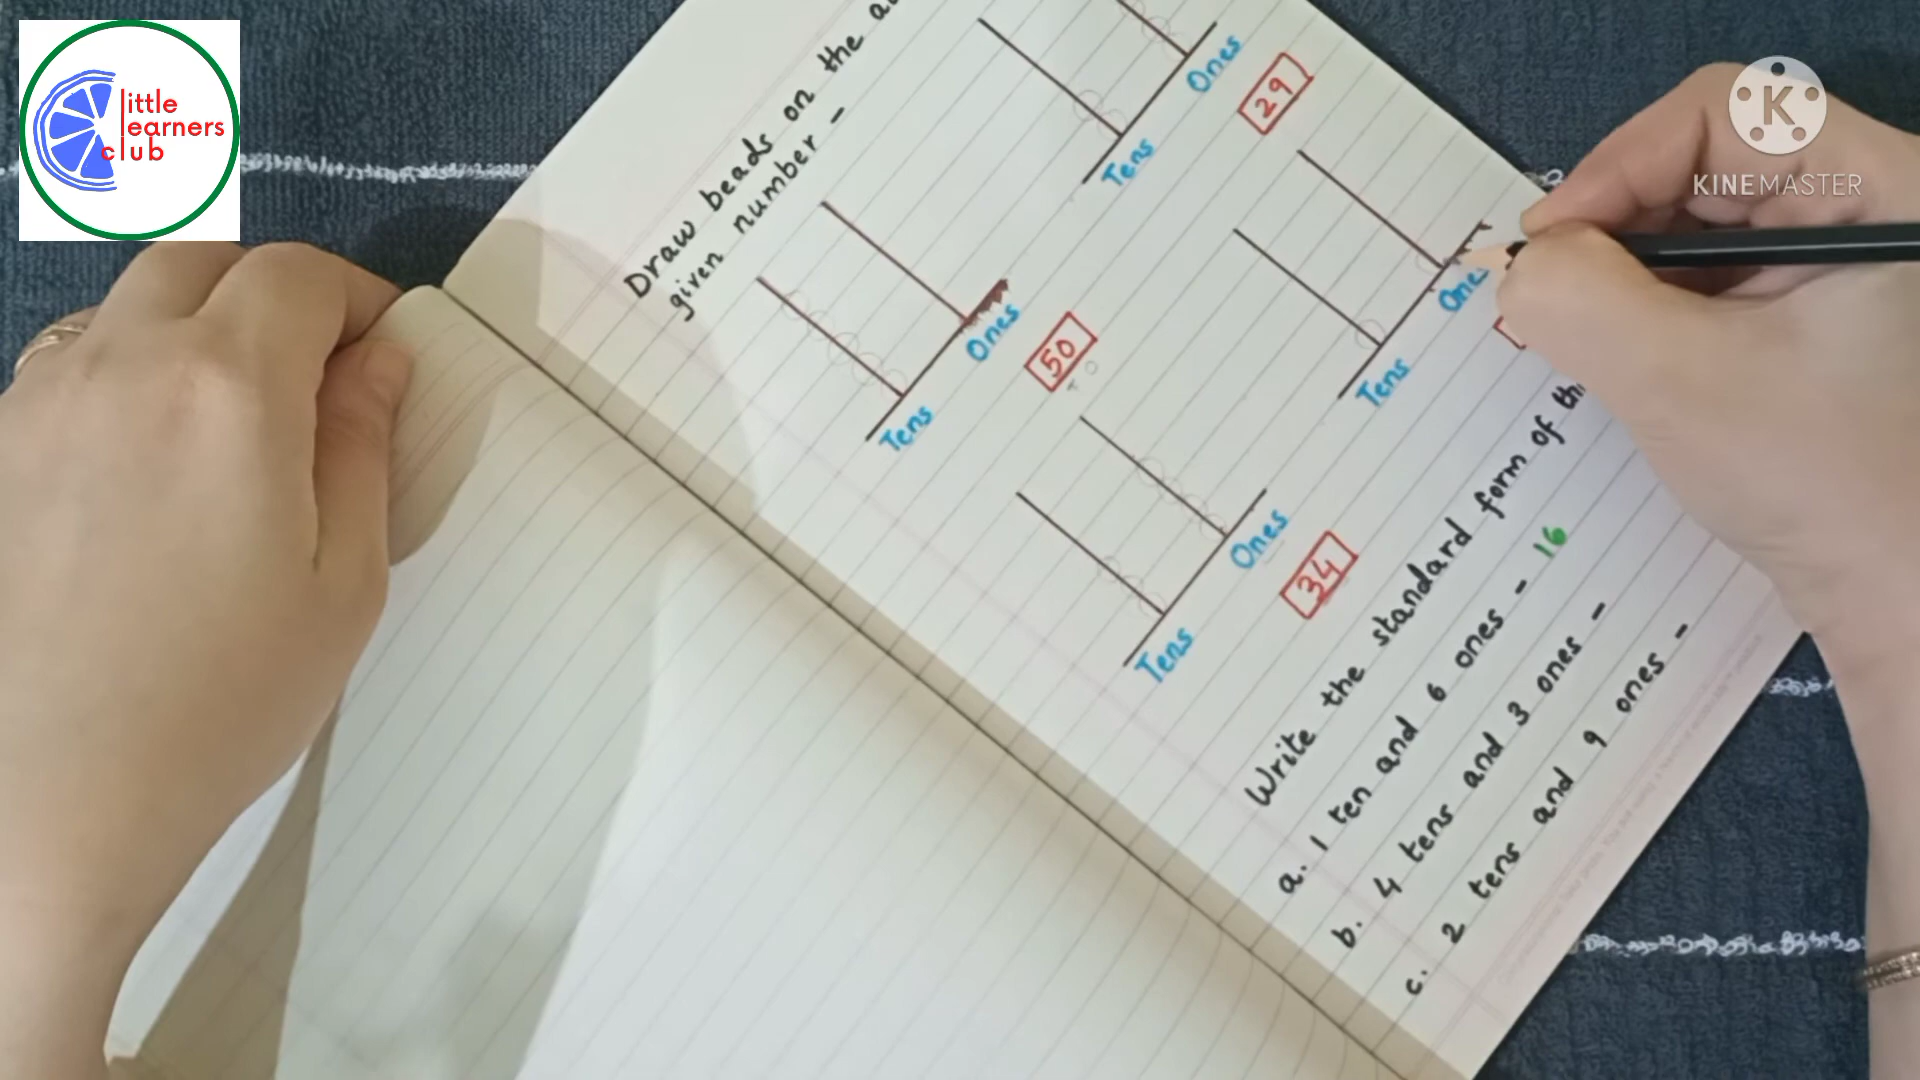 little
learners
club
KINEMASTER
Draw beads on the
given number -
Tens Ones
29
Tens Ones
50
T O
Tens
Tens Ones
34
Write the standard form of
a. 1 ten and 6 ones - 16
b. 4 tens and 3 ones -
c. 2 tens and 9 ones -